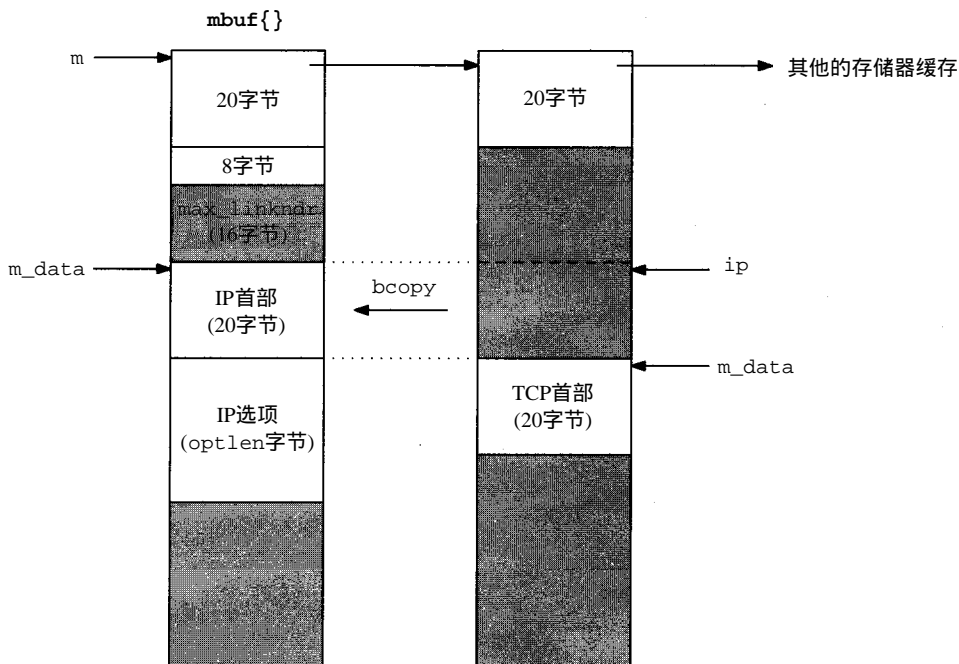 mbuf{}
m
20字节
20字节
其他的存储器缓存
8字节
max_linkhdr
(16字节)
m_data
ip
bcopy
IP首部
(20字节)
m_data
TCP首部
(20字节)
IP选项
(optlen字节)